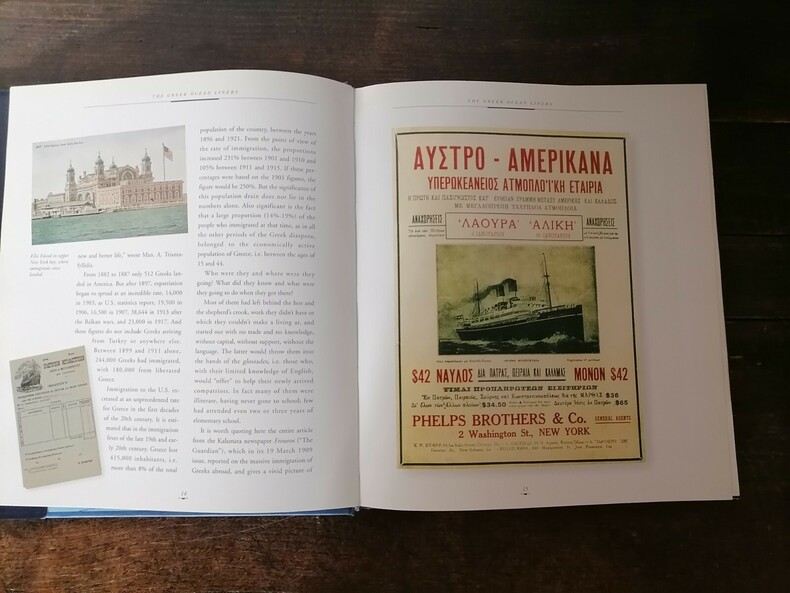 THE GREEK OCEAN LINERS
Ellis Island in upper
New York bay, where
immigrants once
landed.
new and better life," wrote Man. A. Trianta-
fyllidis.
From 1882 to 1887 only 512 Greeks lan-
ded in America. But after 1897, expatriation
began to spread at an incredible rate, 14,000
in 1903, as U.S. statistics report, 19,500 in
1906, 36,500 in 1907, 38,644 in 1913 after
the Balkan wars, and 23,000 in 1917. And
these figures do not include Greeks arriving
from Turkey or anywhere else.
Between 1899 and 1911 alone,
244,000 Greeks had immigrated,
with 180,000 from liberated
Greece.
Immigration to the U.S. inc-
reased at an unprecedented rate
for Greece in the first decades
of the 20th century. It is esti-
mated that in the immigration
fever of the late 19th and ear-
ly 20th century, Greece lost
415,000 inhabitants, i.e.
more than 8% of the total
population of the country, between the years
1896 and 1921. From the point of view of
the rate of immigration, the proportions
increased 231% between 1901 and 1910 and
105% between 1911 and 1915. If these per-
centages were based on the 1901 figures, the
figure would be 250%. But the significance of
this population drain does not lie in the
numbers alone. Also significant is the fact
that a large proportion (14%-19%) of the
people who immigrated at that time, as in all
the other periods of the Greek diaspora,
belonged to the economically active
population of Greece, i.e. between the ages of
15 and 44.
Who were they and where were they
going? What did they know and what were
they going to do when they got there?
Most of them had left behind the hoe and
the shepherd's crook, work they didn't have or
which they couldn't make a living at, and
started out with no trade and no knowledge,
without capital, without support, without the
language. The latter would throw them into
the hands of the glossades, i.e. those who,
with their limited knowledge of English,
would "offer" to help their newly arrived
compatriots. In fact many of them were
illiterate, having never gone to school; few
had attended even two or three years of
elementary school.
It is worth quoting here the entire
article from the Kalamata newspaper Frouros ("The
Guardian"), which in its 19 March 1909
issue, reported on the massive immigration of
Greeks abroad, and gives a vivid picture of
14
THE GREEK OCEAN LINERS
ΑΥΣΤΡΟ - ΑΜΕΡΙΚΑΝΑ
ΥΠΕΡΩΚΕΑΝΕΙΟΣ ΑΤΜΟΠΛΟΪΚΗ ΕΤΑΙΡΙΑ
ΑΝΑΧΩΡΗΣΕΙΣ
'ΛΑΟΥΡΑ' 'ΑΛΙΚΗ'
ΑΝΑΧΩΡΗΣΕΙΣ
$42 ΝΑΥΛΟΣ ΔΙΑ ΠΑΤΡΑΣ, ΠΕΙΡΑΙΑ ΚΑΙ ΚΑΛΑΜΑΣ ΜΟΝΟΝ $42
ΤΙΜΑΙ ΠΡΟΠΛΗΡΩΤΕΩΝ ΕΙΣΙΤΗΡΙΩΝ
$36
$34.50
$65
PHELPS BROTHERS & Co. GENERAL AGENTS
2 Washington St., NEW YORK